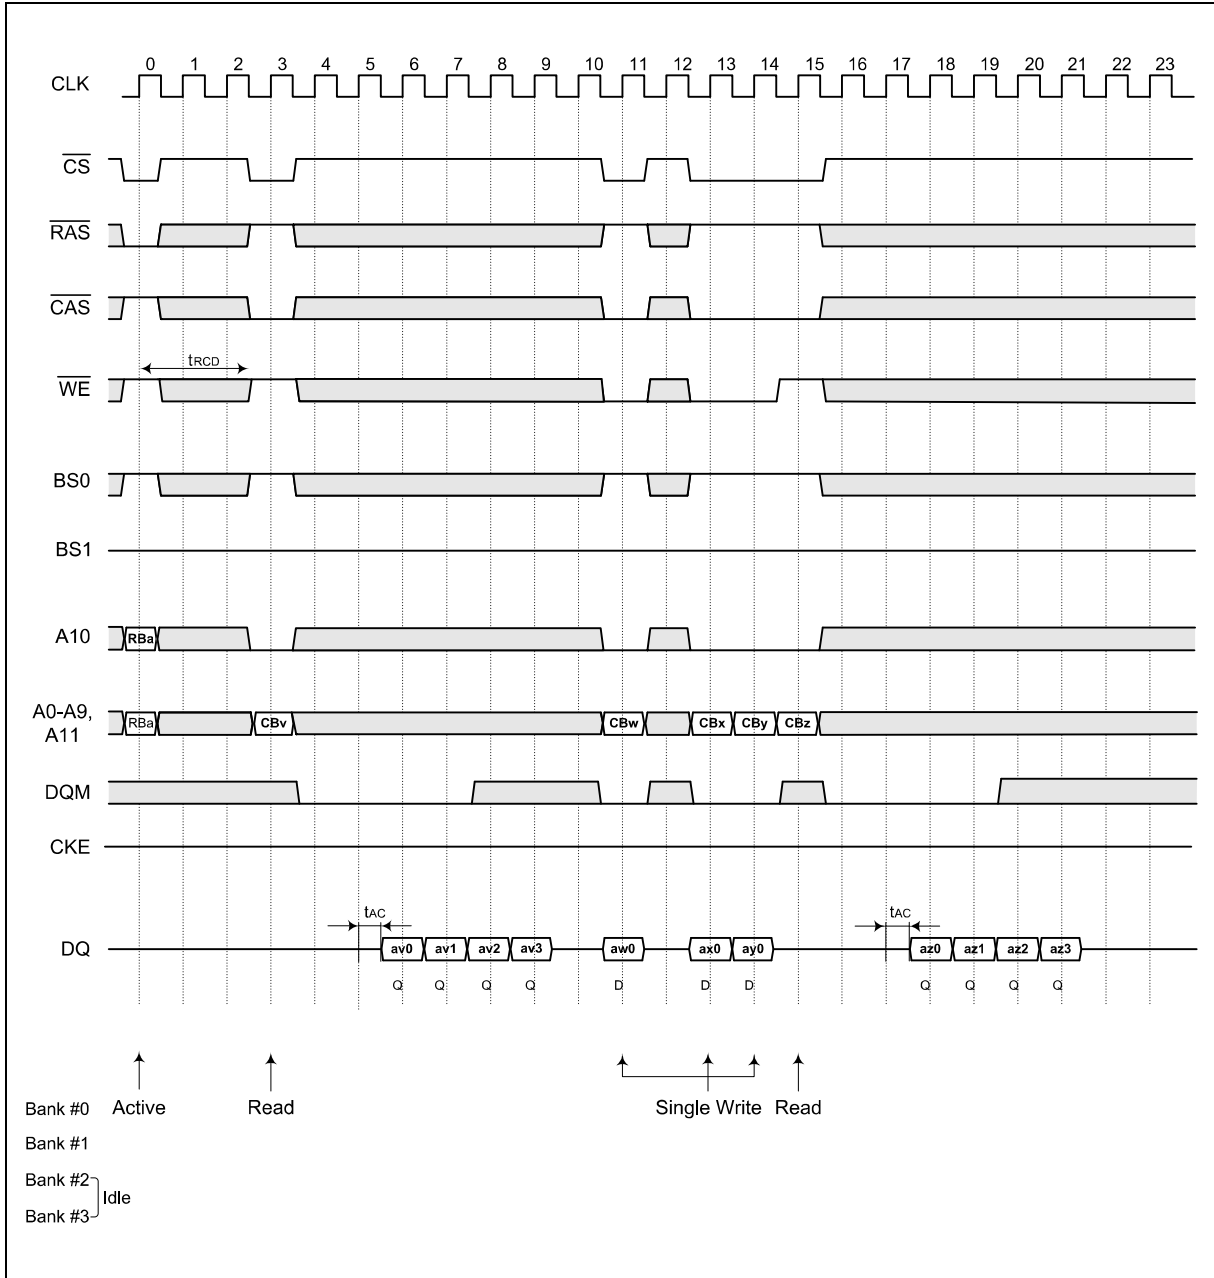 0 1 2 3 4 5 6 7 8 9 10 11 12 13 14 15 16 17 18 19 20 21 22 23
CLK
CS
RAS
CAS
tRCD
WE
BS0
BS1
A10 RBa
A0-A9,
A11
RBa CBv CBw CBx CBy CBz
DQM
CKE
tAC tAC
DQ av0 av1 av2 av3 aw0 ax0 ay0 az0 az1 az2 az3
Q Q Q Q D D D Q Q Q Q
Bank #0 Active Read Single Write Read
Bank #1
Bank #2
Idle
Bank #3